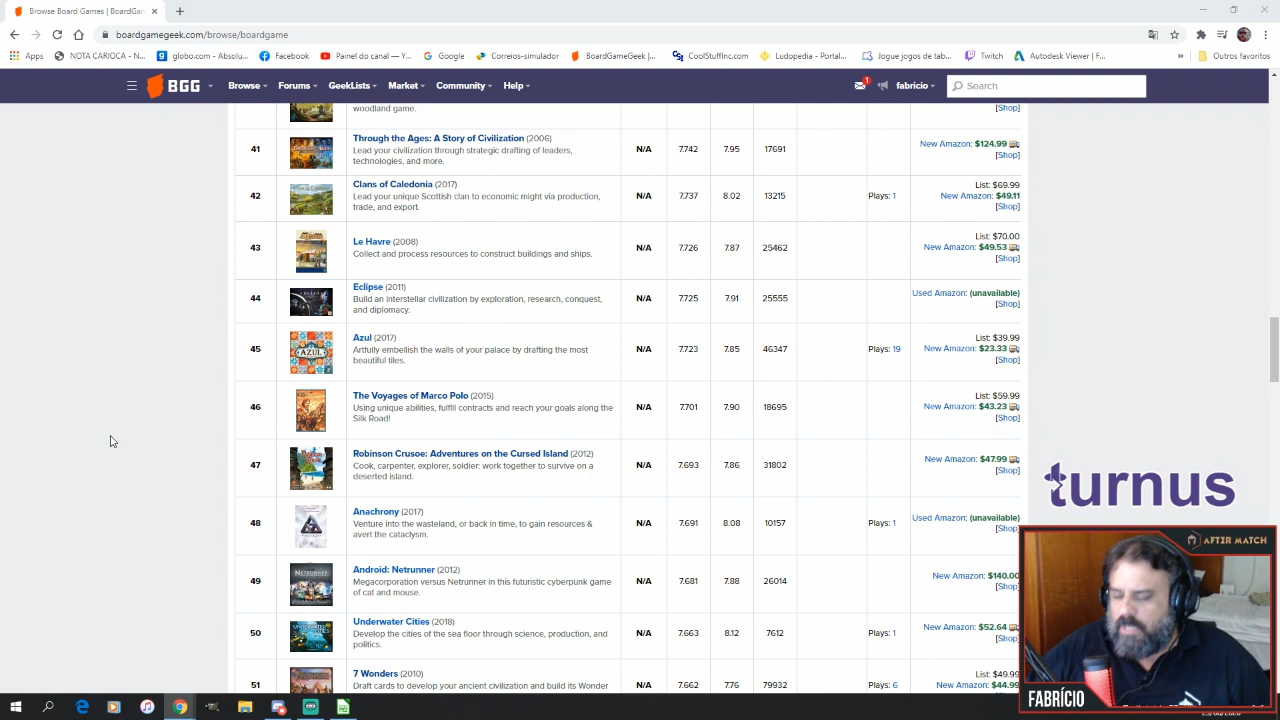 Browse Board Games | BoardGam
boardgamegeek.com/browse/boardgame
Apps NOTA CARIOCA - N... globo.com - Absolu... Facebook Painel do canal — Y... Google Correios-simulador BoardGameGeek | ... CoolStuffInc.com Ludopedia - Portal... Jogue jogos de tab... Twitch Autodesk Viewer | F... » Outros favoritos
BGG Browse Forums GeekLists Market Community Help 1 fabricio Search
woodland game. [Shop]
41 Through the Ages: A Story of Civilization (2006) N/A 7.742 17691 New Amazon: $124.99
Lead your civilization through strategic drafting of leaders, technologies, and more. [Shop]
42 Clans of Caledonia (2017) N/A 7.737 8.02 13215 Plays: 1 List: $69.99
Lead your unique Scottish clan to economic might via production, New Amazon: $49.11
trade, and export. [Shop]
43 Le Havre (2008) N/A 7.726 7.87 25462 List: $70.00
Collect and process resources to construct buildings and ships. New Amazon: $49.53
[Shop]
44 Eclipse (2011) N/A 7.725 7.91 Used Amazon: (unavailable)
Build an interstellar civilization by exploration, research, conquest, [Shop]
and diplomacy.
45 Azul (2017) N/A 7.723 7.85 Plays: 19 List: $39.99
Artfully embellish the walls of your palace by drafting the most New Amazon: $23.33
beautiful tiles. [Shop]
AZUL
46 The Voyages of Marco Polo (2015) N/A 7.701 7.90 18695 List: $59.99
Using unique abilities, fulfill contracts and reach your goals along the New Amazon: $43.23
Silk Road! [Shop]
47 Robinson Crusoe: Adventures on the Cursed Island (2012) N/A 7.693 7.86 31802 New Amazon: $47.99
Cook, carpenter, explorer, soldier: work together to survive on a [Shop]
deserted island.
48 Anachrony (2017) N/A 7.691 8.08 10157 Plays: 1 Used Amazon: (unavailable)
Venture into the wasteland, or back in time, to gain resources & [Shop]
avert the cataclysm.
49 Android: Netrunner (2012) N/A 7.681 7.88 26014 New Amazon: $140.00
Megacorporation versus Netrunner in this futuristic cyberpunk game [Shop]
of cat and mouse.
50 Underwater Cities (2018) N/A 7.663 8.12 7612 Plays: 1 New Amazon: $52.64
Develop the cities of the sea floor through science, production, and [Shop]
politics.
51 7 Wonders (2010) N/A 7.662 7.76 79932 Plays: 6 List: $49.99
Draft cards to develop your ancient civilization and build its Wonder New Amazon: $44.99
turnus
AFTER MATCH
FABRÍCIO